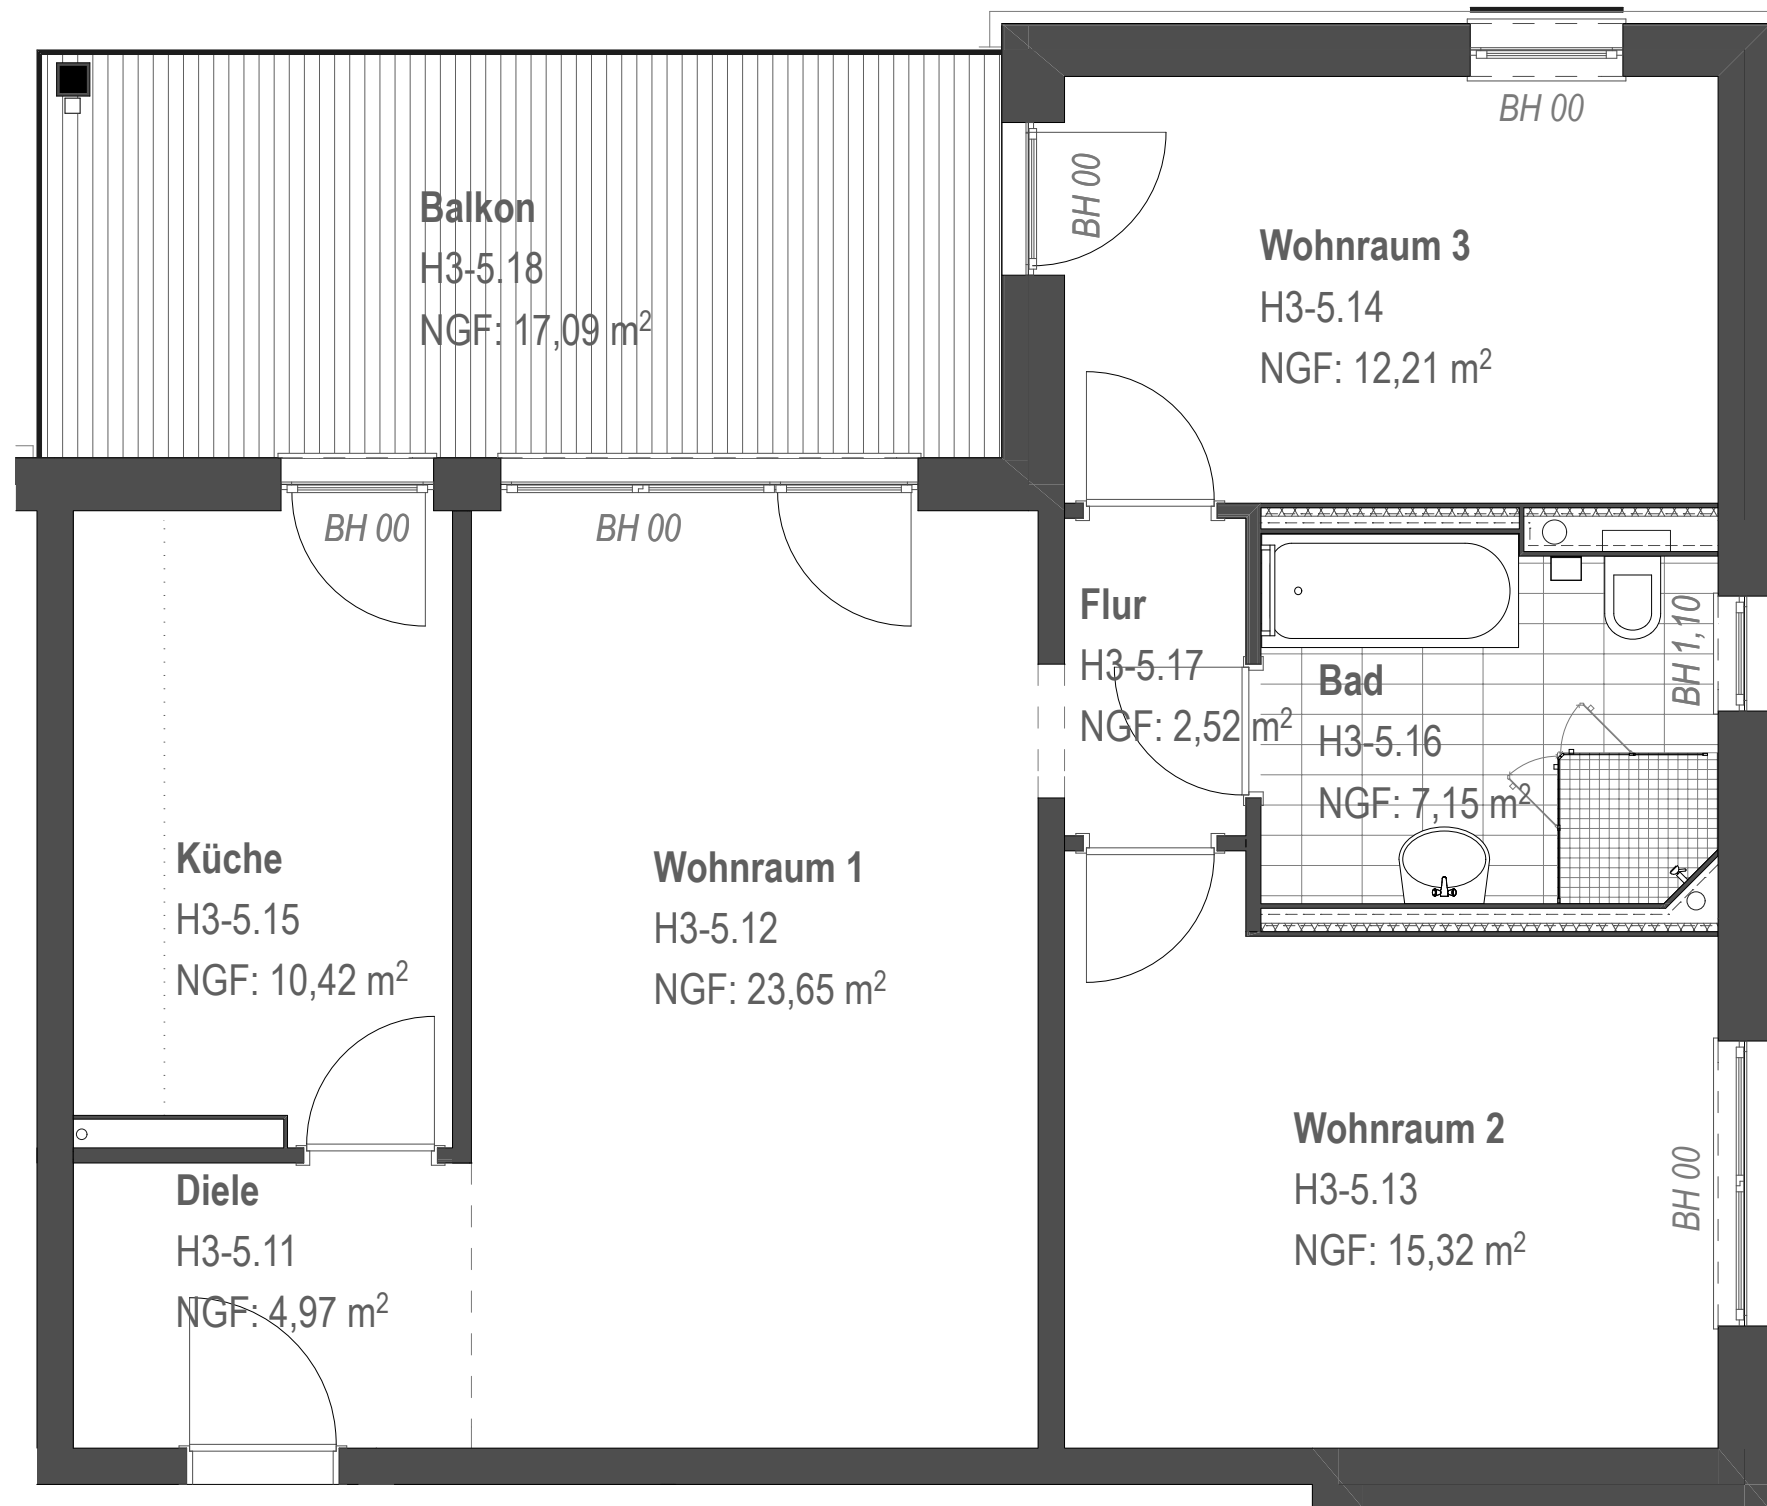 BH 00
BH 00
Balkon
H3-5.18
NGF: 17,09 m²
Wohnraum 3
H3-5.14
NGF: 12,21 m²
BH 00
BH 00
Flur
H3-5.17
NGF: 2,52 m²
Bad
H3-5.16
NGF: 7,15 m²
BH 1,10
Küche
H3-5.15
NGF: 10,42 m²
Wohnraum 1
H3-5.12
NGF: 23,65 m²
Wohnraum 2
H3-5.13
NGF: 15,32 m²
BH 00
Diele
H3-5.11
NGF: 4,97 m²